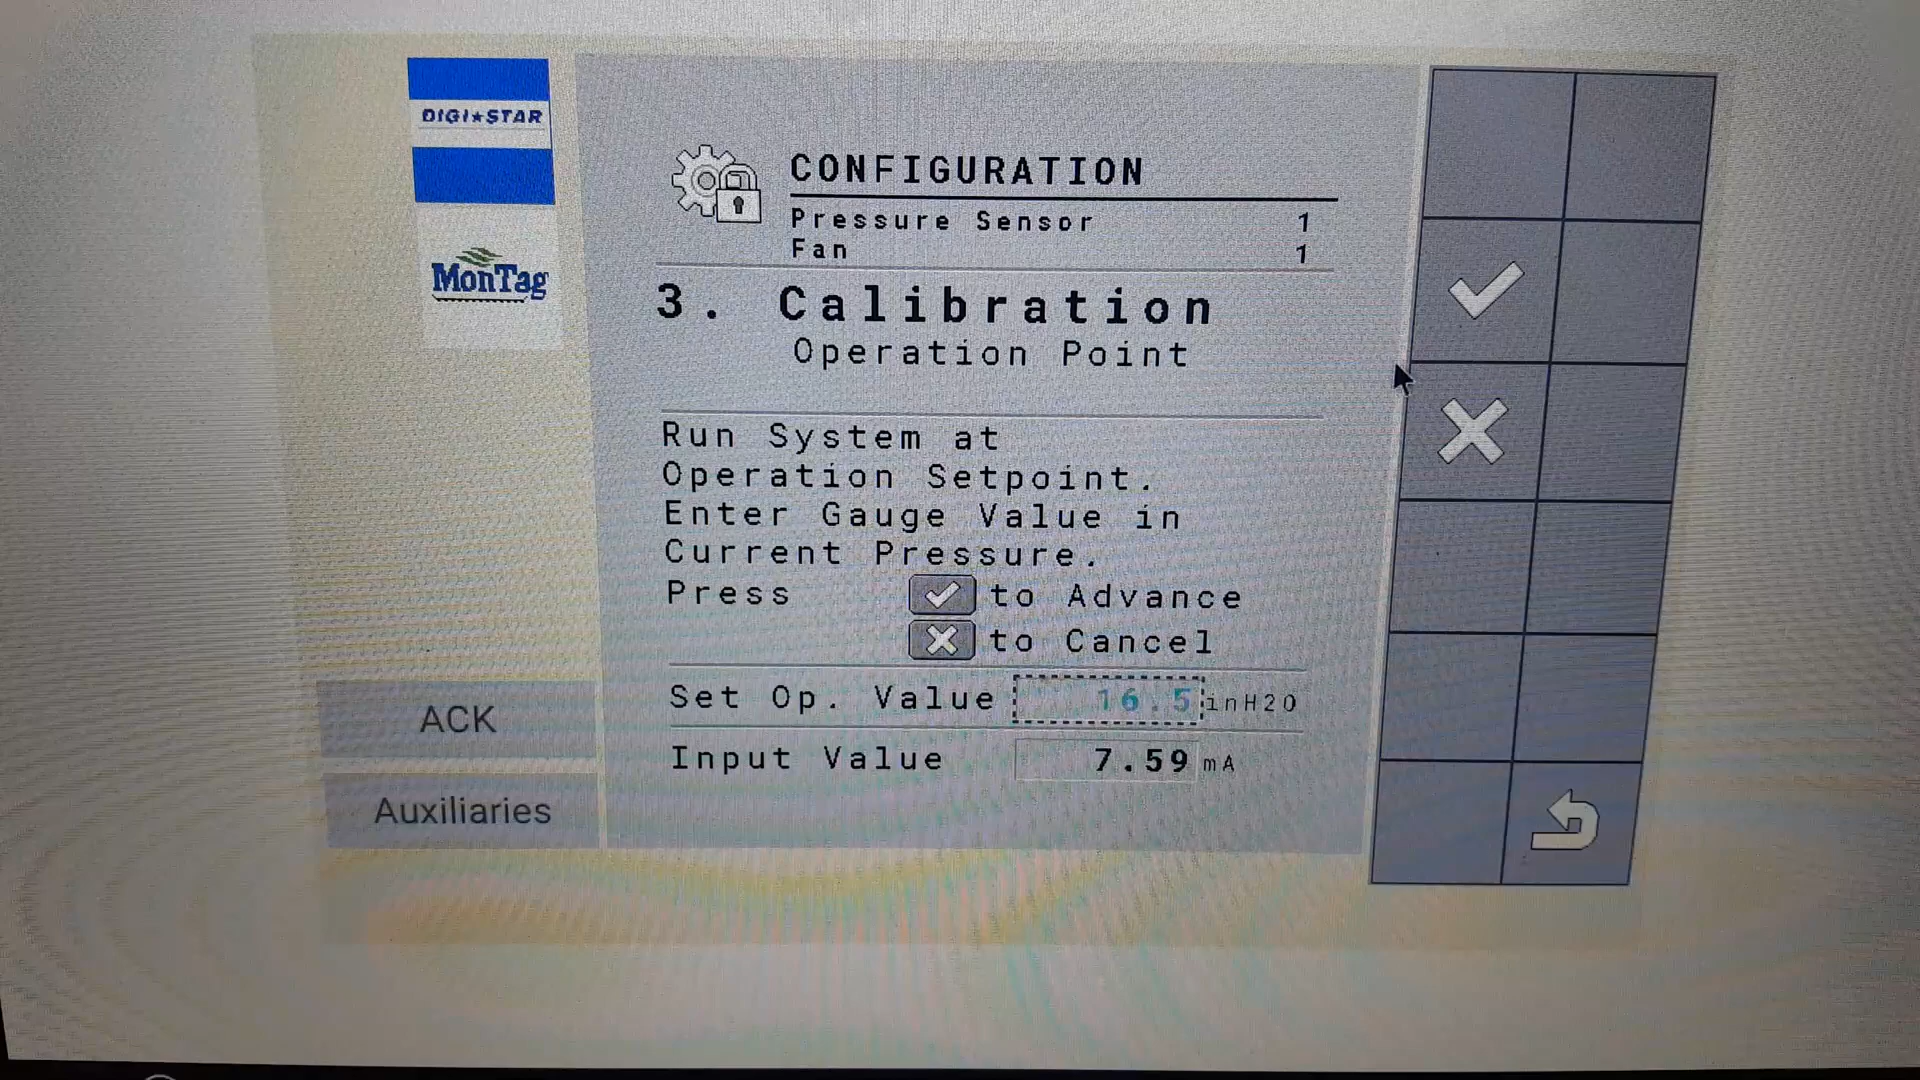 DIGI★STAR
MonTag
CONFIGURATION
Pressure Sensor 1
Fan 1
3. Calibration
Operation Point
Run System at
Operation Setpoint.
Enter Gauge Value in
Current Pressure.
Press to Advance
to Cancel
Set Op. Value 16.5 inH2O
Input Value 7.59 mA
ACK
Auxiliaries